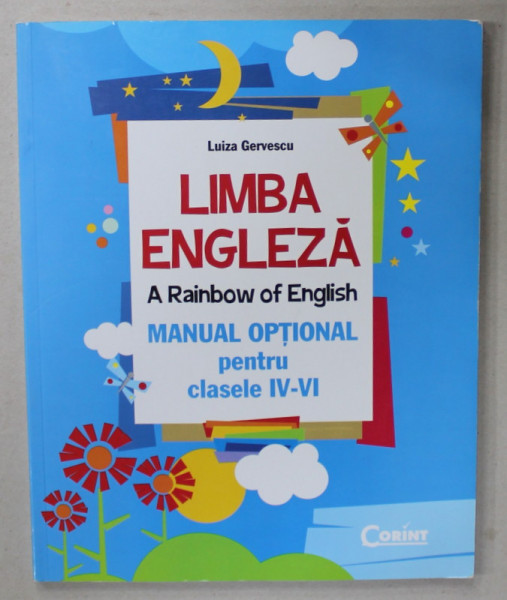 Luiza Gervescu
LIMBA
ENGLEZĂ
A Rainbow of English
MANUAL OPȚIONAL
pentru
clasele IV-VI
CORINT